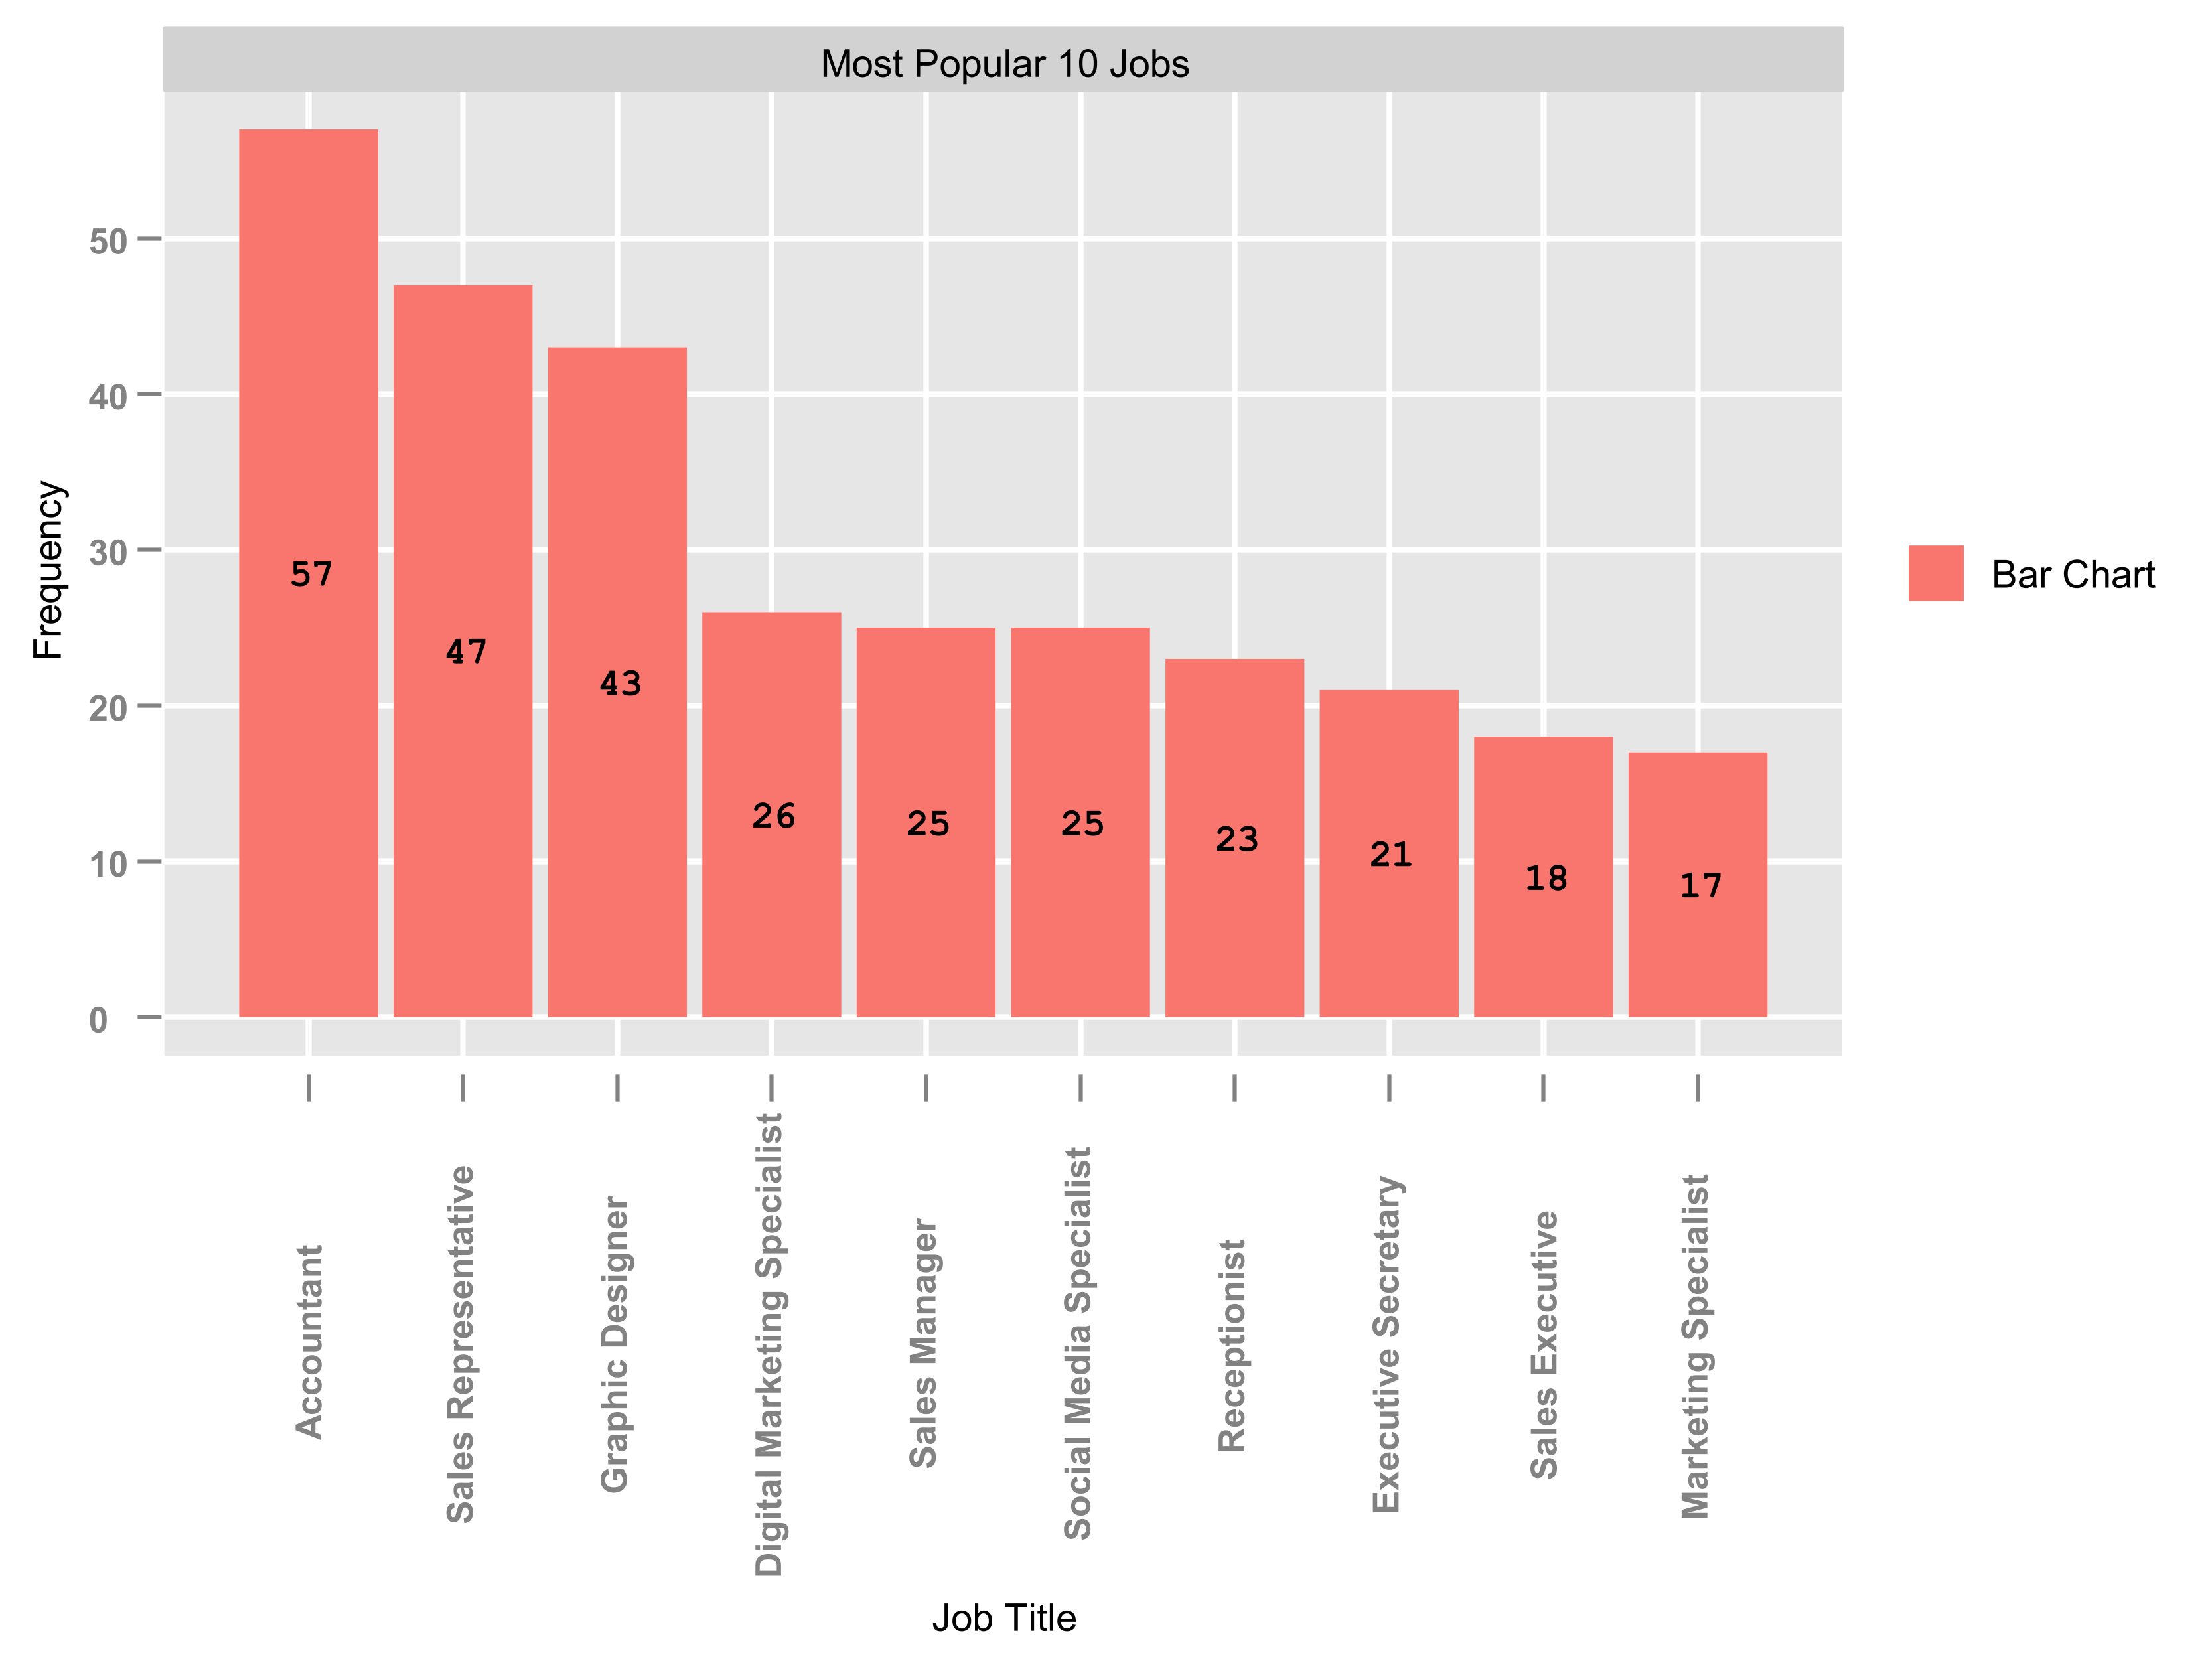 Most Popular 10 Jobs
Frequency
50
40
30
20
10
0
57
47
43
26
25
25
23
21
18
17
Bar Chart
Accountant
Sales Representative
Graphic Designer
Digital Marketing Specialist
Sales Manager
Social Media Specialist
Receptionist
Executive Secretary
Sales Executive
Marketing Specialist
Job Title